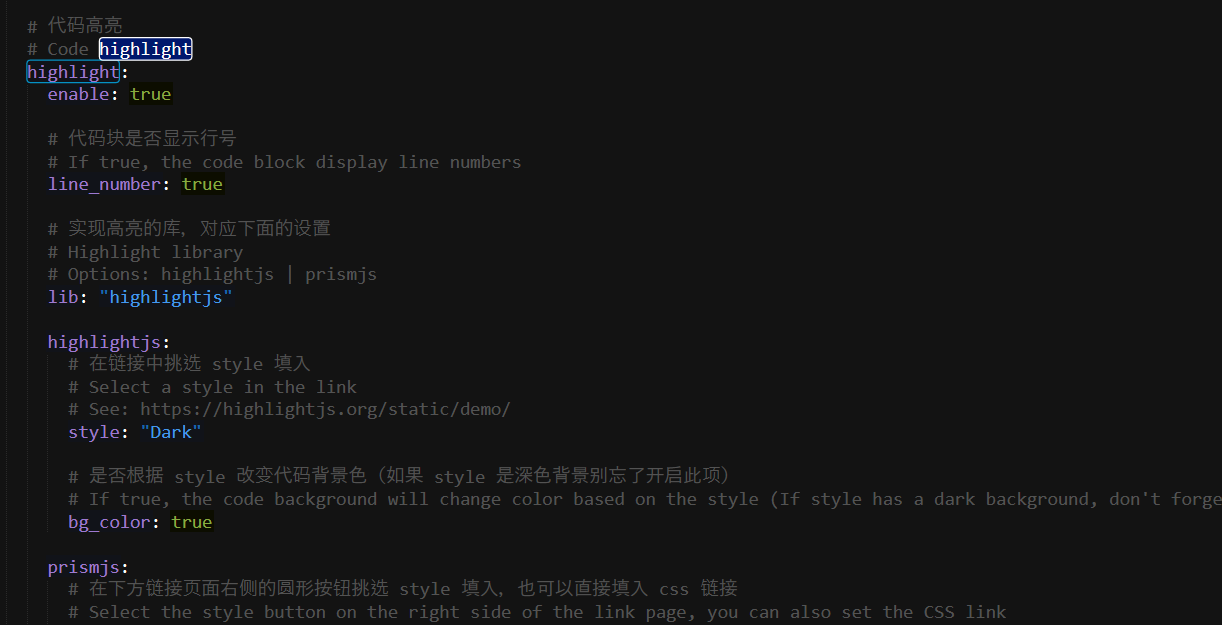 # 代码高亮
# Code highlight
highlight:
  enable: true

  # 代码块是否显示行号
  # If true, the code block display line numbers
  line_number: true

  # 实现高亮的库，对应下面的设置
  # Highlight library
  # Options: highlightjs | prismjs
  lib: "highlightjs"

  highlightjs:
    # 在链接中挑选 style 填入
    # Select a style in the link
    # See: https://highlightjs.org/static/demo/
    style: "Dark"

    # 是否根据 style 改变代码背景色（如果 style 是深色背景别忘了开启此项）
    # If true, the code background will change color based on the style (If style has a dark background, don't forge
    bg_color: true

  prismjs:
    # 在下方链接页面右侧的圆形按钮挑选 style 填入，也可以直接填入 css 链接
    # Select the style button on the right side of the link page, you can also set the CSS link